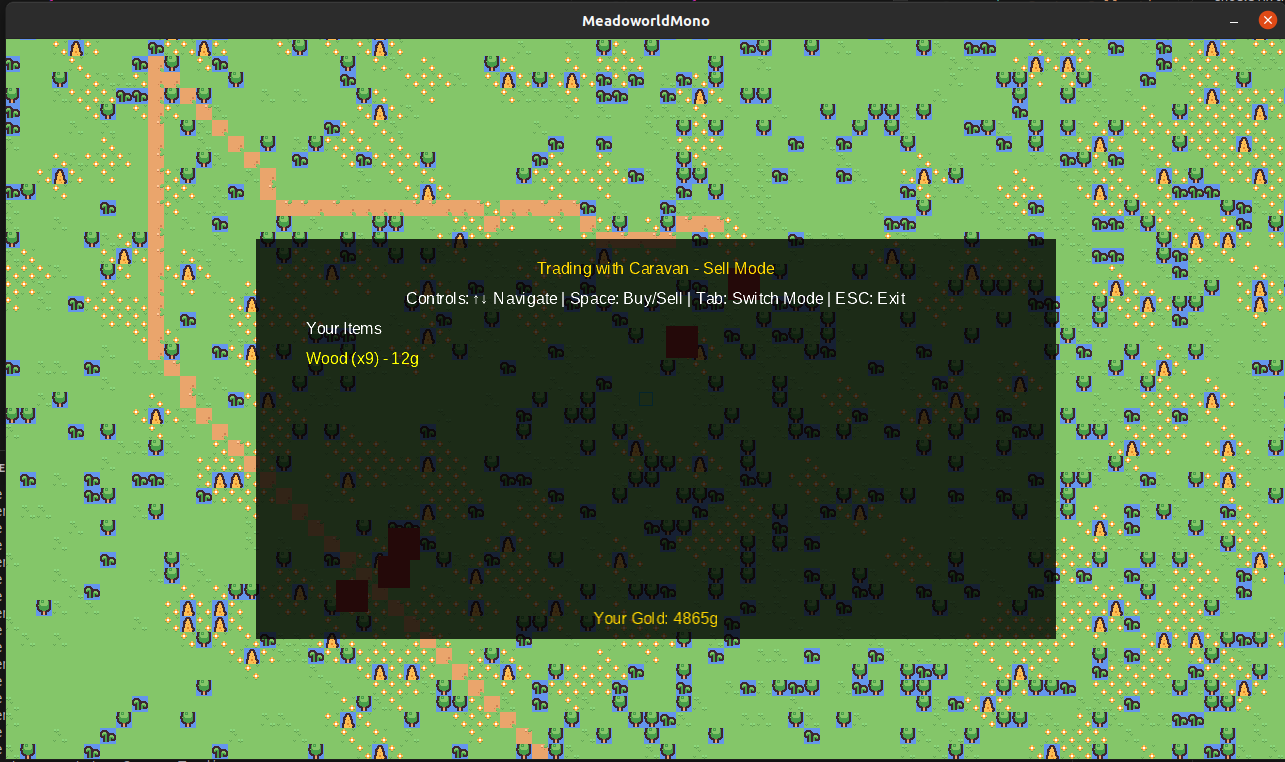 MeadoworldMono
Trading with Caravan - Sell Mode
Controls: ↑↓ Navigate | Space: Buy/Sell | Tab: Switch Mode | ESC: Exit
Your Items
Wood (x9) - 12g
Your Gold: 4865g